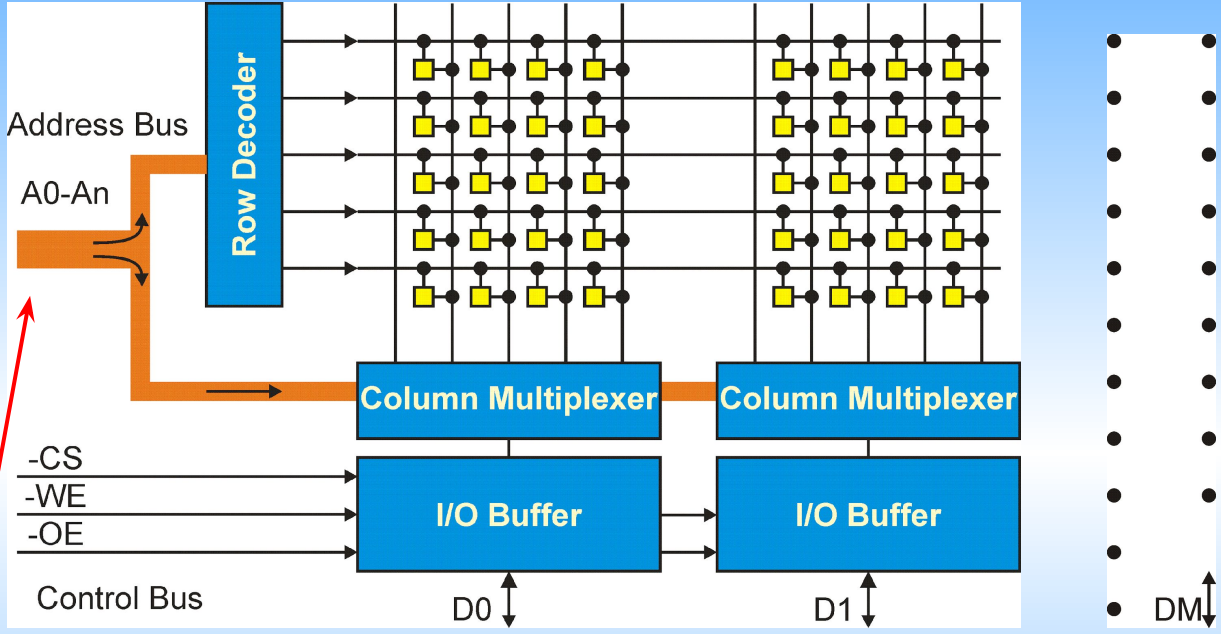 Row Decoder
Address Bus
A0-An
Column Multiplexer
Column Multiplexer
-CS
-WE
-OE
I/O Buffer
I/O Buffer
Control Bus
D0
D1
DM